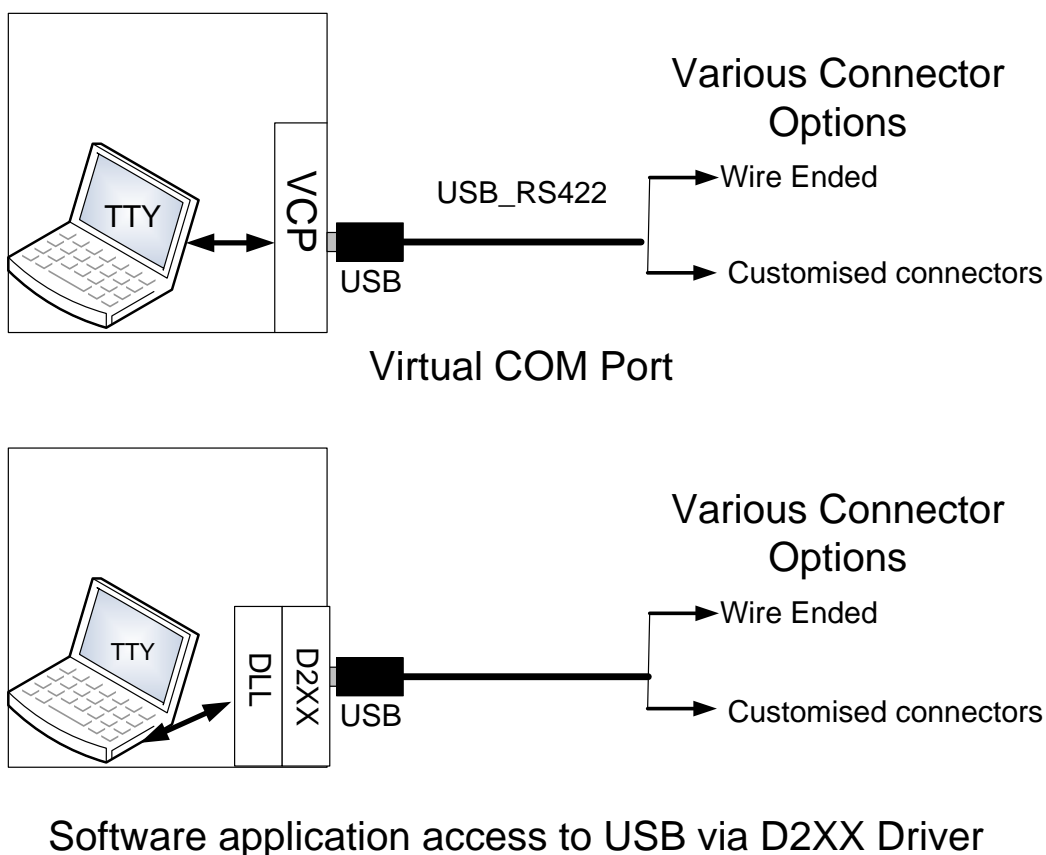 Various Connector
Options
TTY
VCP
USB_RS422
Wire Ended
USB
Customised connectors
Virtual COM Port
Various Connector
Options
TTY
DLL
D2XX
Wire Ended
USB
Customised connectors
Software application access to USB via D2XX Driver